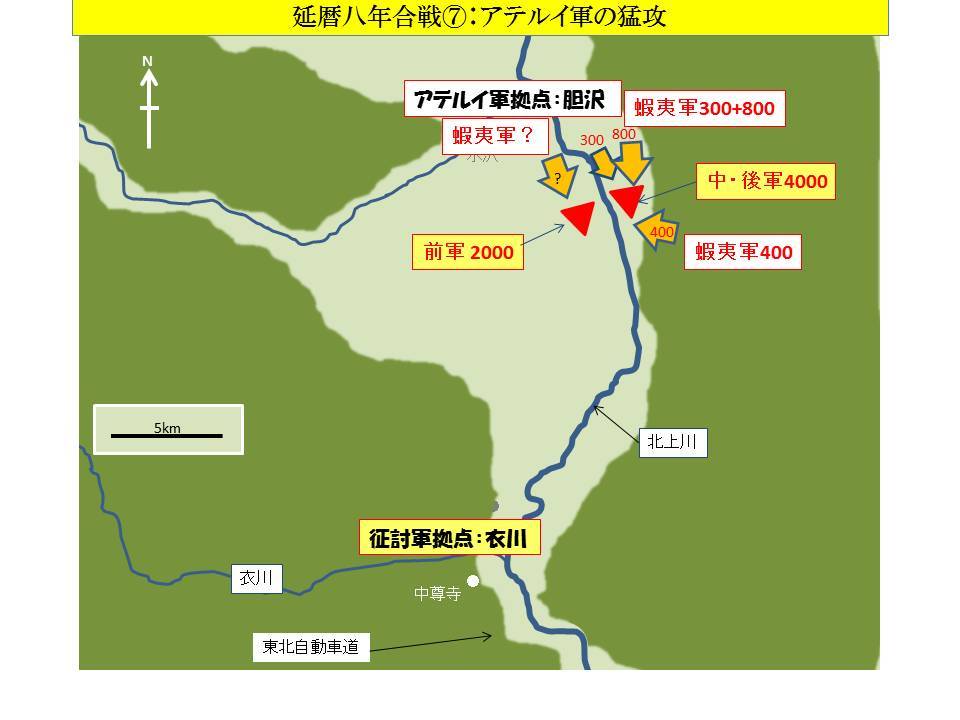 延暦八年合戦⑦：アテルイ軍の猛攻
N
アテルイ軍拠点：胆沢
蝦夷軍300+800
蝦夷軍？
300
800
水沢
?
中・後軍4000
前軍 2000
400
蝦夷軍400
5km
北上川
征討軍拠点：衣川
衣川
中尊寺
東北自動車道